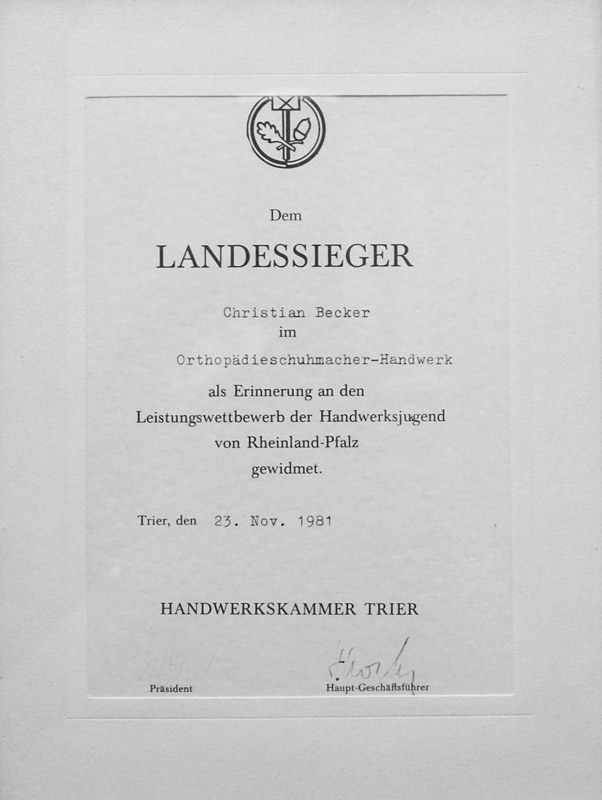 Dem
LANDESSIEGER
Christian Becker
im
Orthopädieschuhmacher-Handwerk
als Erinnerung an den
Leistungswettbewerb der Handwerksjugend
von Rheinland-Pfalz
gewidmet.
Trier, den 23. Nov. 1981
HANDWERKSKAMMER TRIER
Präsident Haupt-Geschäftsführer